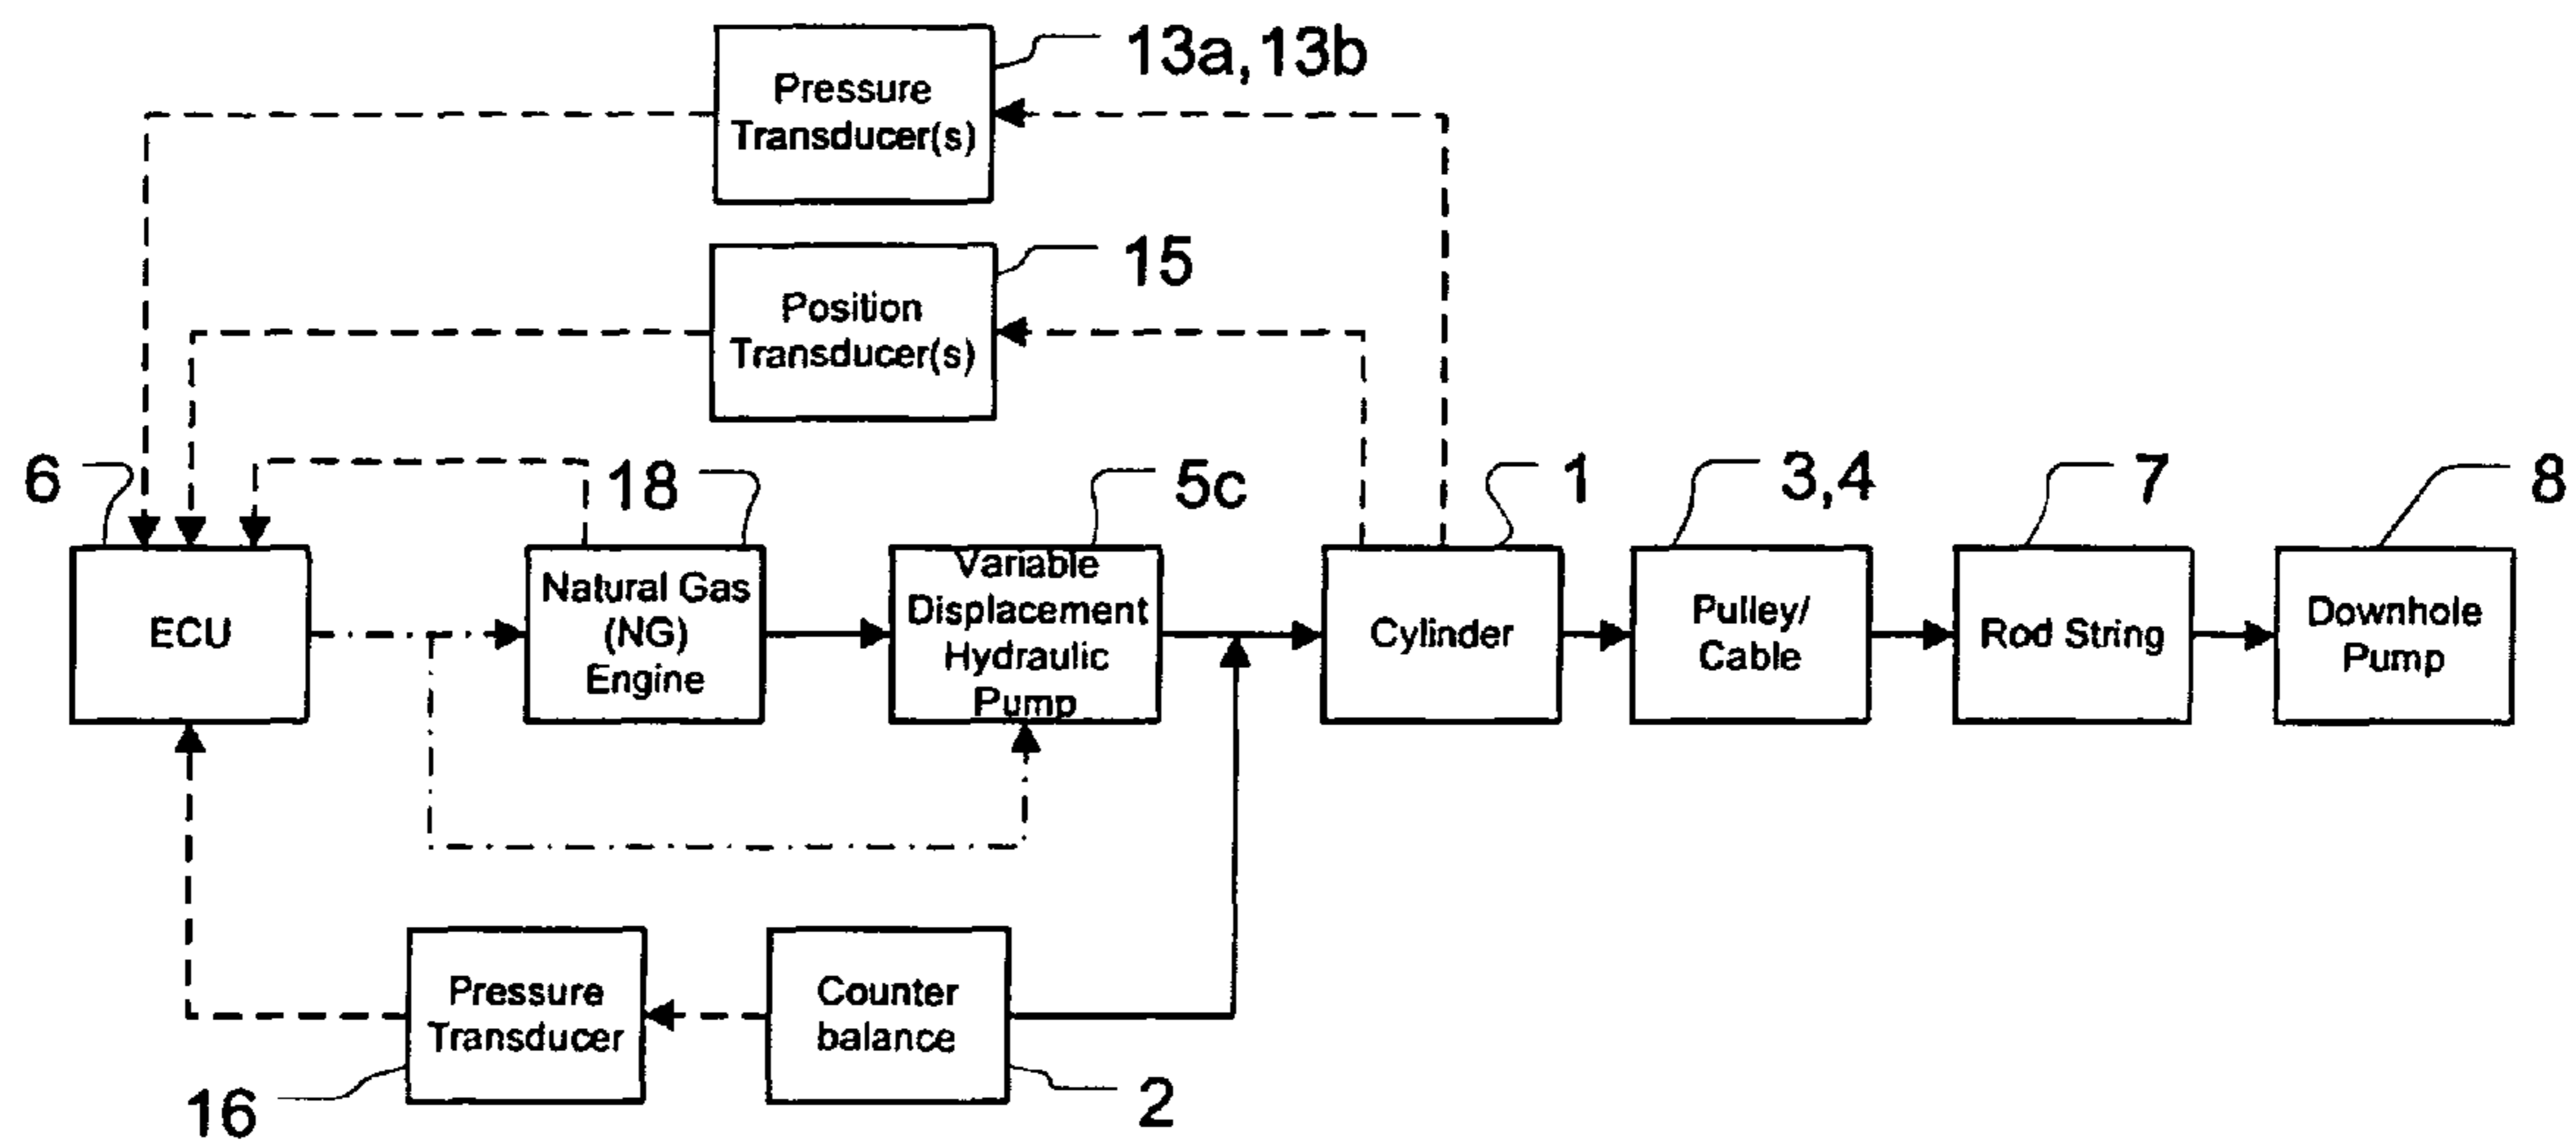 13a,13b
Pressure
Transducer(s)
15
Position
Transducer(s)
6
18
5c
1
3,4
7
8
ECU
Natural Gas
(NG)
Engine
Variable
Displacement
Hydraulic
Pump
Cylinder
Pulley/
Cable
Rod String
Downhole
Pump
Pressure
Transducer
Counter
balance
16
2